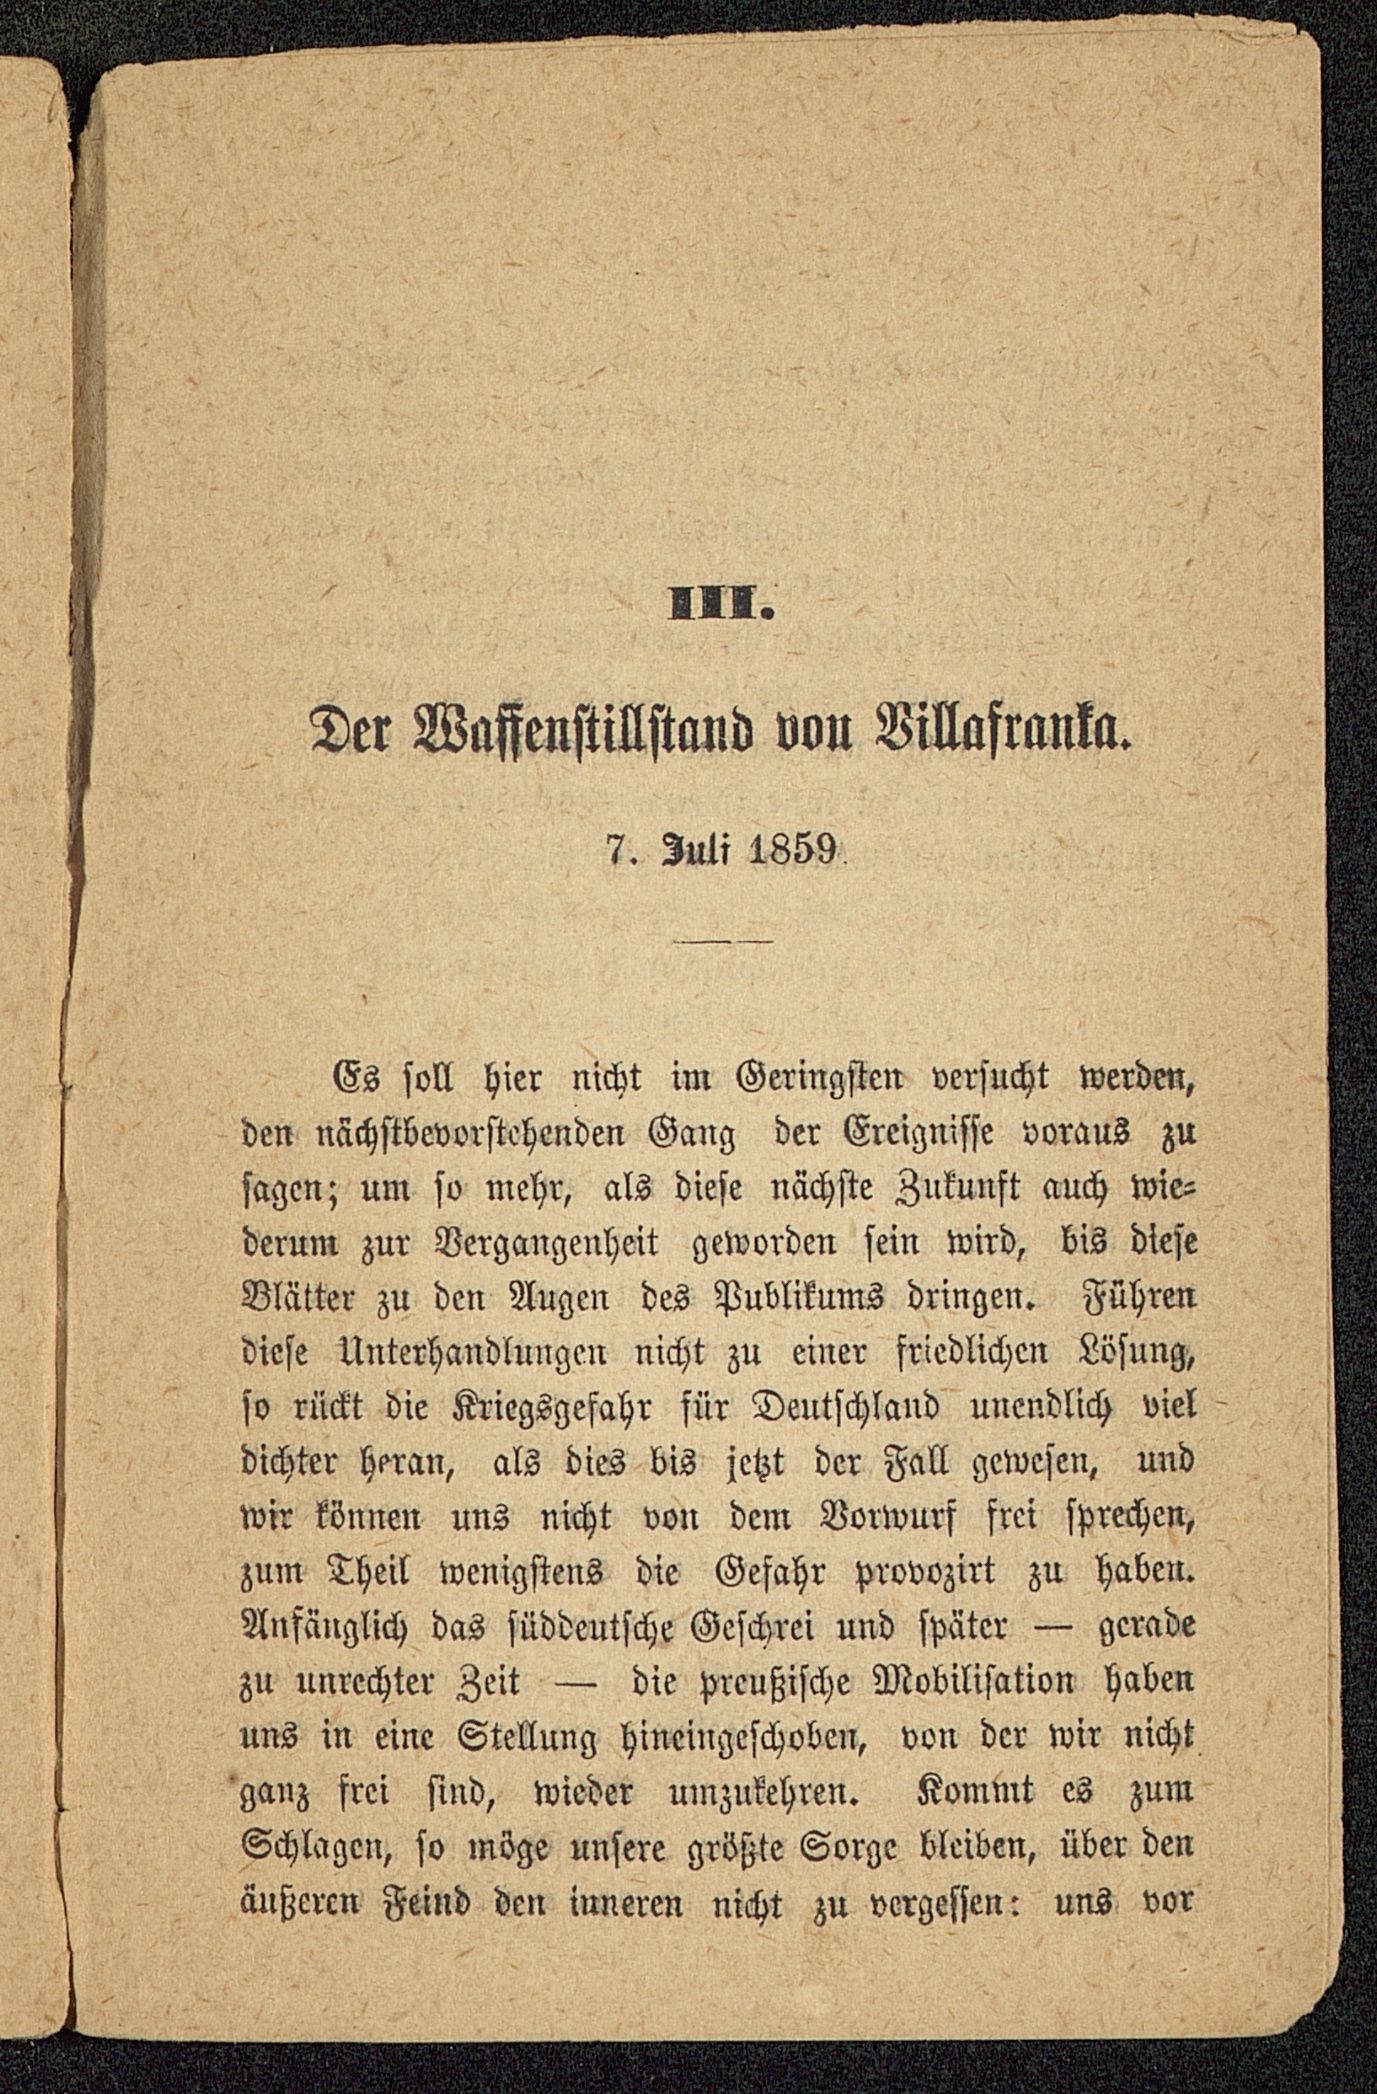 III.
Der Waffenstillstand von Villafranka.
7. Juli 1859.
Es soll hier nicht im Geringsten versucht werden,
den nächstbevorstehenden Gang der Ereignisse voraus zu
sagen; um so mehr, als diese nächste Zukunft auch wie-
derum zur Vergangenheit geworden sein wird, bis diese
Blätter zu den Augen des Publikums dringen. Führen
diese Unterhandlungen nicht zu einer friedlichen Lösung,
so rückt die Kriegsgefahr für Deutschland unendlich viel
dichter heran, als dies bis jetzt der Fall gewesen, und
wir können uns nicht von dem Vorwurf frei sprechen,
zum Theil wenigstens die Gefahr provozirt zu haben.
Anfänglich das süddeutsche Geschrei und später — gerade
zu unrechter Zeit — die preußische Mobilisation haben
uns in eine Stellung hineingeschoben, von der wir nicht
ganz frei sind, wieder umzukehren. Kommt es zum
Schlagen, so möge unsere größte Sorge bleiben, über den
äußeren Feind den inneren nicht zu vergessen: uns vor